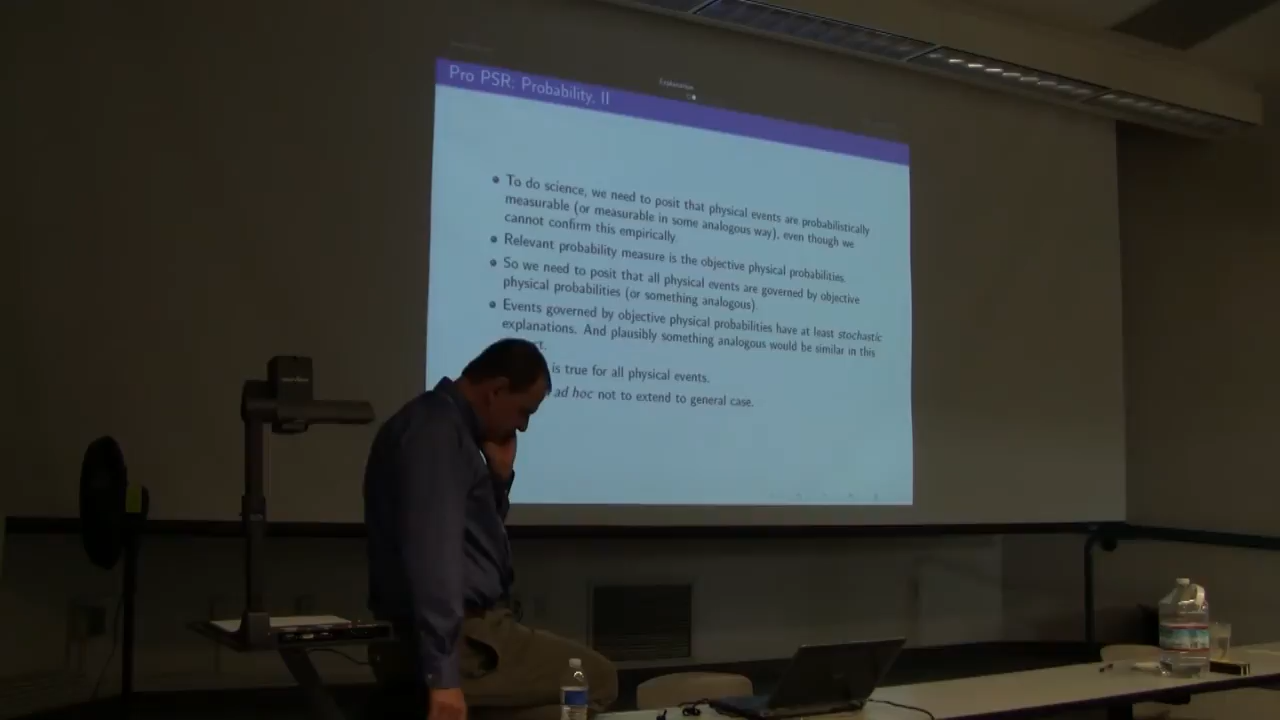 Explanation
Pro PSR: Probability, II
To do science, we need to posit that physical events are probabilistically
measurable (or measurable in some analogous way), even though we
cannot confirm this empirically.
Relevant probability measure is the objective physical probabilities.
So we need to posit that all physical events are governed by objective
physical probabilities (or something analogous).
Events governed by objective physical probabilities have at least stochastic
explanations. And plausibly something analogous would be similar in this
is true for all physical events.
ad hoc not to extend to general case.